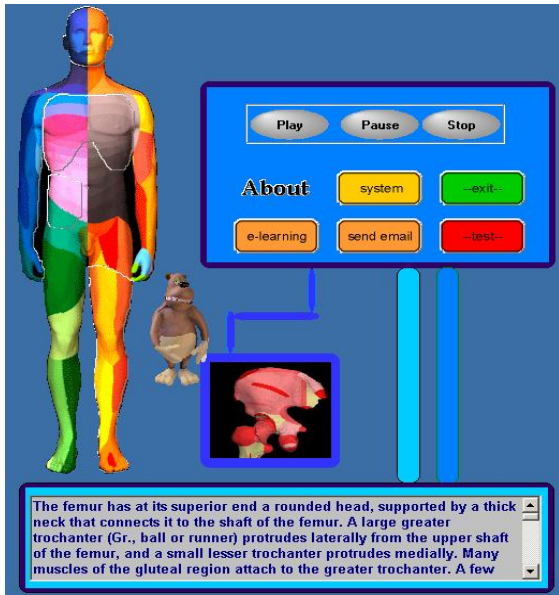 Play Pause Stop
About system --exit--
e-learning send email --test--
The femur has at its superior end a rounded head, supported by a thick
neck that connects it to the shaft of the femur. A large greater
trochanter (Gr., ball or runner) protrudes laterally from the upper shaft
of the femur, and a small lesser trochanter protrudes medially. Many
muscles of the gluteal region attach to the greater trochanter. A few